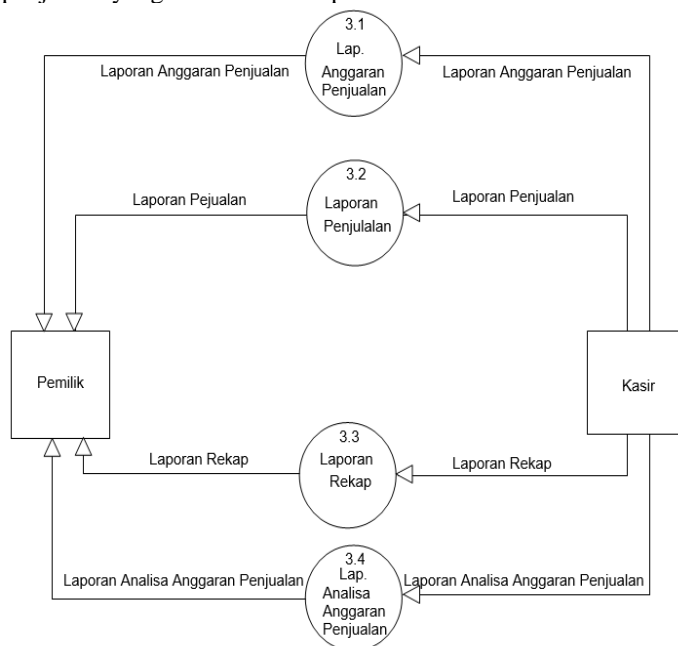 3.1
Lap.
Anggaran
Penjualan
Laporan Anggaran Penjualan
Laporan Anggaran Penjualan
3.2
Laporan
Penjulalan
Laporan Pejualan
Laporan Penjualan
Pemilik
Kasir
3.3
Laporan
Rekap
Laporan Rekap
Laporan Rekap
3.4
Lap.
Analisa
Anggaran
Penjualan
Laporan Analisa Anggaran Penjualan
Laporan Analisa Anggaran Penjualan